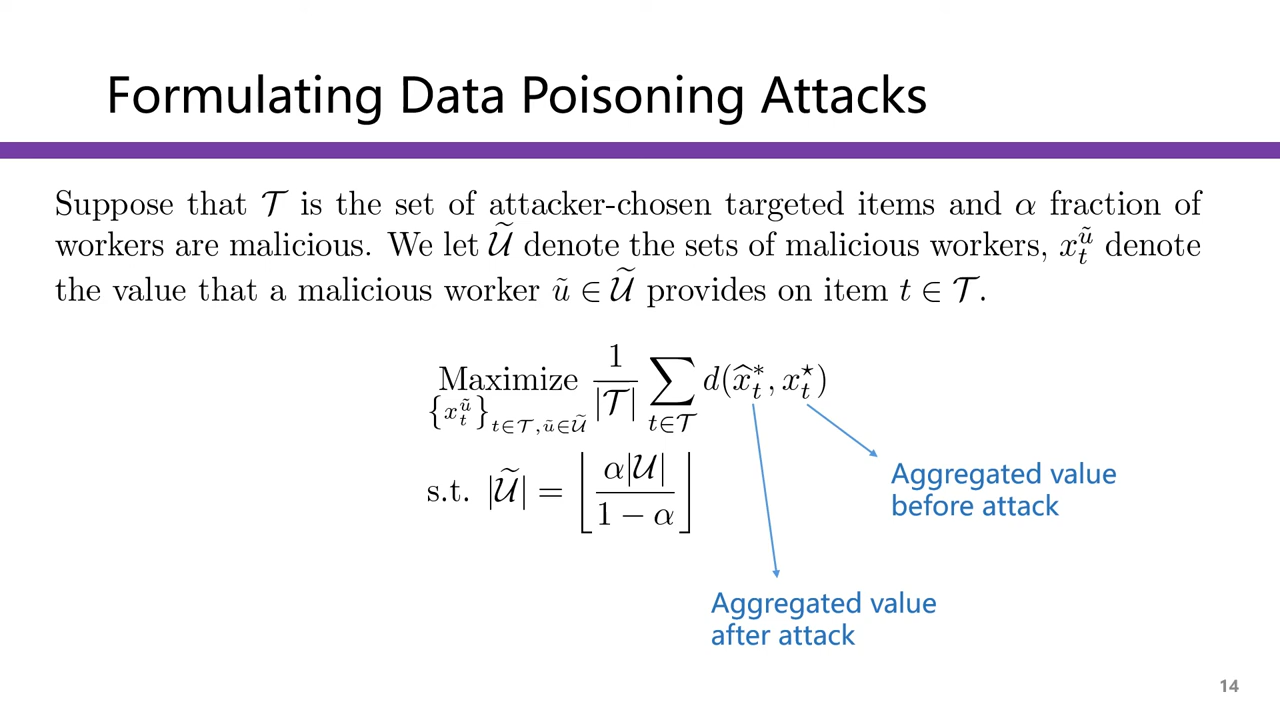 Formulating Data Poisoning Attacks
Suppose that 𝒯 is the set of attacker-chosen targeted items and α fraction of
workers are malicious. We let 𝒰̃ denote the sets of malicious workers, x_t^ũ denote
the value that a malicious worker ũ ∈ 𝒰̃ provides on item t ∈ 𝒯.
Maximize_{{x_t^ũ}_{t∈𝒯,ũ∈𝒰̃}} 1/|𝒯| ∑_{t∈𝒯} d(x̂_t^*, x_t^⋆)
s.t. |𝒰̃| = ⌊α|𝒰|/(1 − α)⌋
Aggregated value
before attack
Aggregated value
after attack
14